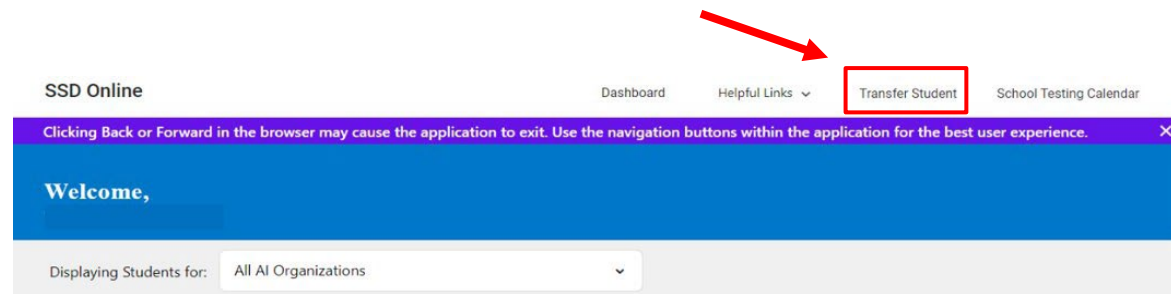 SSD Online
Dashboard
Helpful Links
Transfer Student
School Testing Calendar
Clicking Back or Forward in the browser may cause the application to exit. Use the navigation buttons within the application for the best user experience.
Welcome,
Displaying Students for:
All AI Organizations